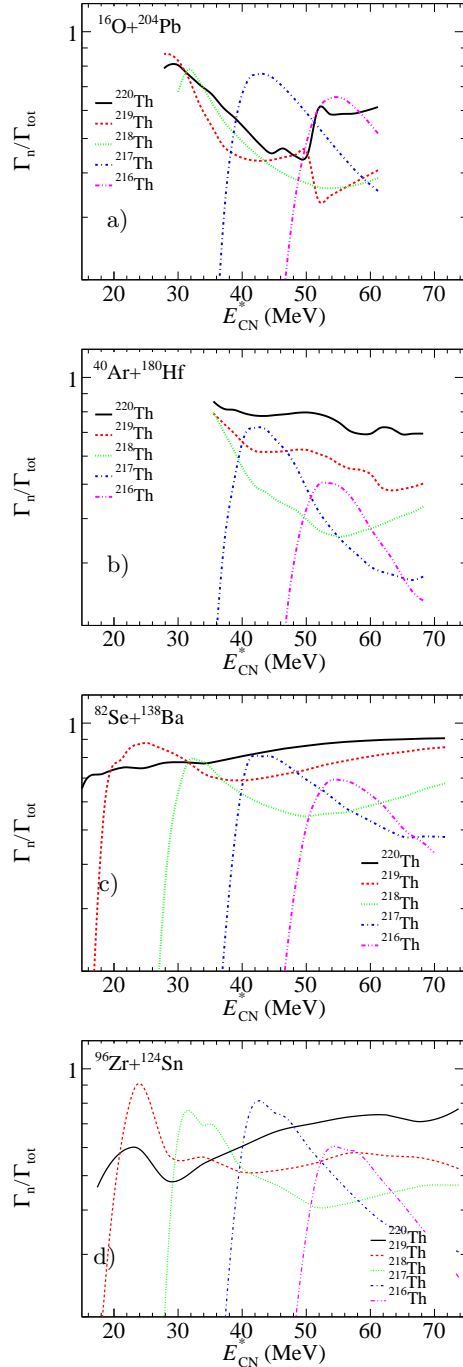 ¹⁶O+²⁰⁴Pb
1
²²⁰Th
²¹⁹Th
²¹⁸Th
²¹⁷Th
²¹⁶Th
Γn/Γtot
a)
20 30 40 50 60 70
E*CN (MeV)
1
⁴⁰Ar+¹⁸⁰Hf
²²⁰Th
²¹⁹Th
²¹⁸Th
²¹⁷Th
²¹⁶Th
Γn/Γtot
b)
20 30 40 50 60 70
E*CN (MeV)
⁸²Se+¹³⁸Ba
1
Γn/Γtot
²²⁰Th
²¹⁹Th
²¹⁸Th
²¹⁷Th
²¹⁶Th
c)
20 30 40 50 60 70
E*CN (MeV)
⁹⁶Zr+¹²⁴Sn
1
Γn/Γtot
²²⁰Th
²¹⁹Th
²¹⁸Th
²¹⁷Th
²¹⁶Th
d)
20 30 40 50 60 70
E*CN (MeV)